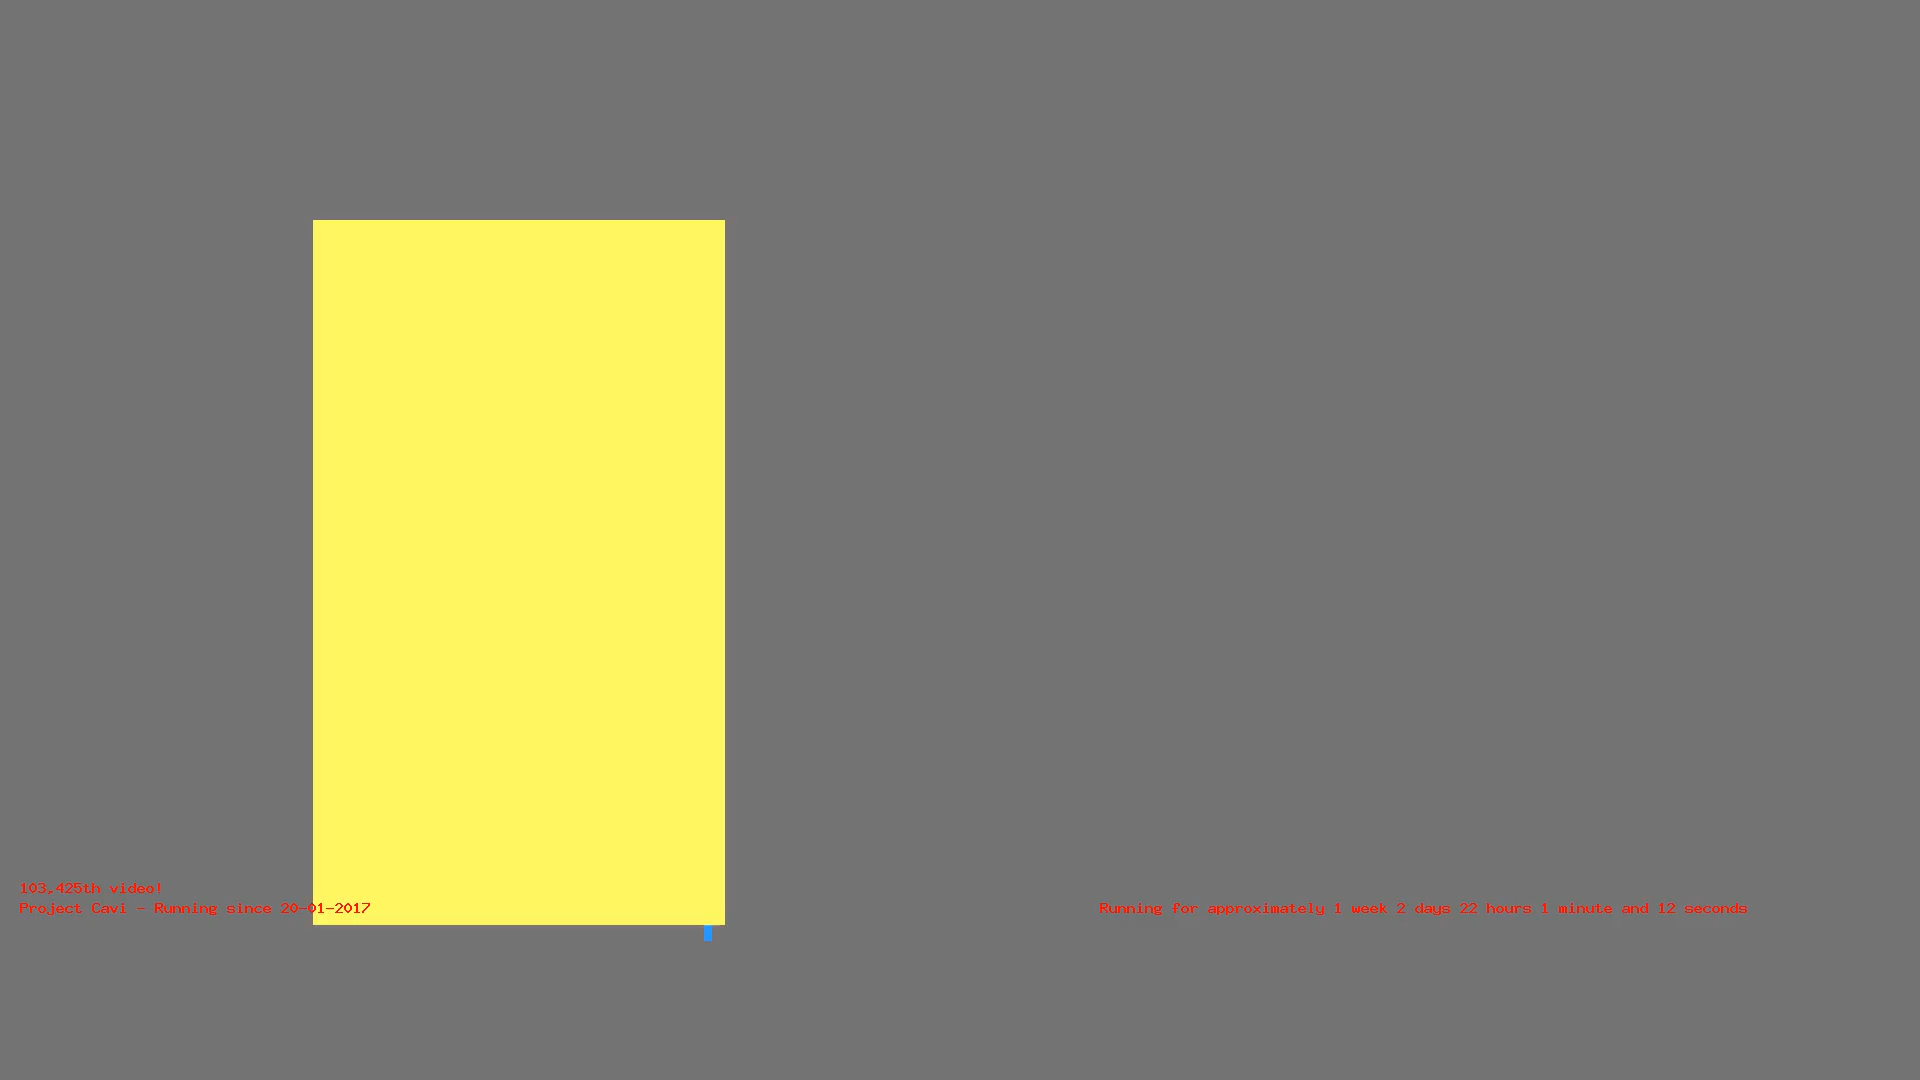 103,425th video!
Project Cavi - Running since 20-01-2017
Running for approximately 1 week 2 days 22 hours 1 minute and 12 seconds